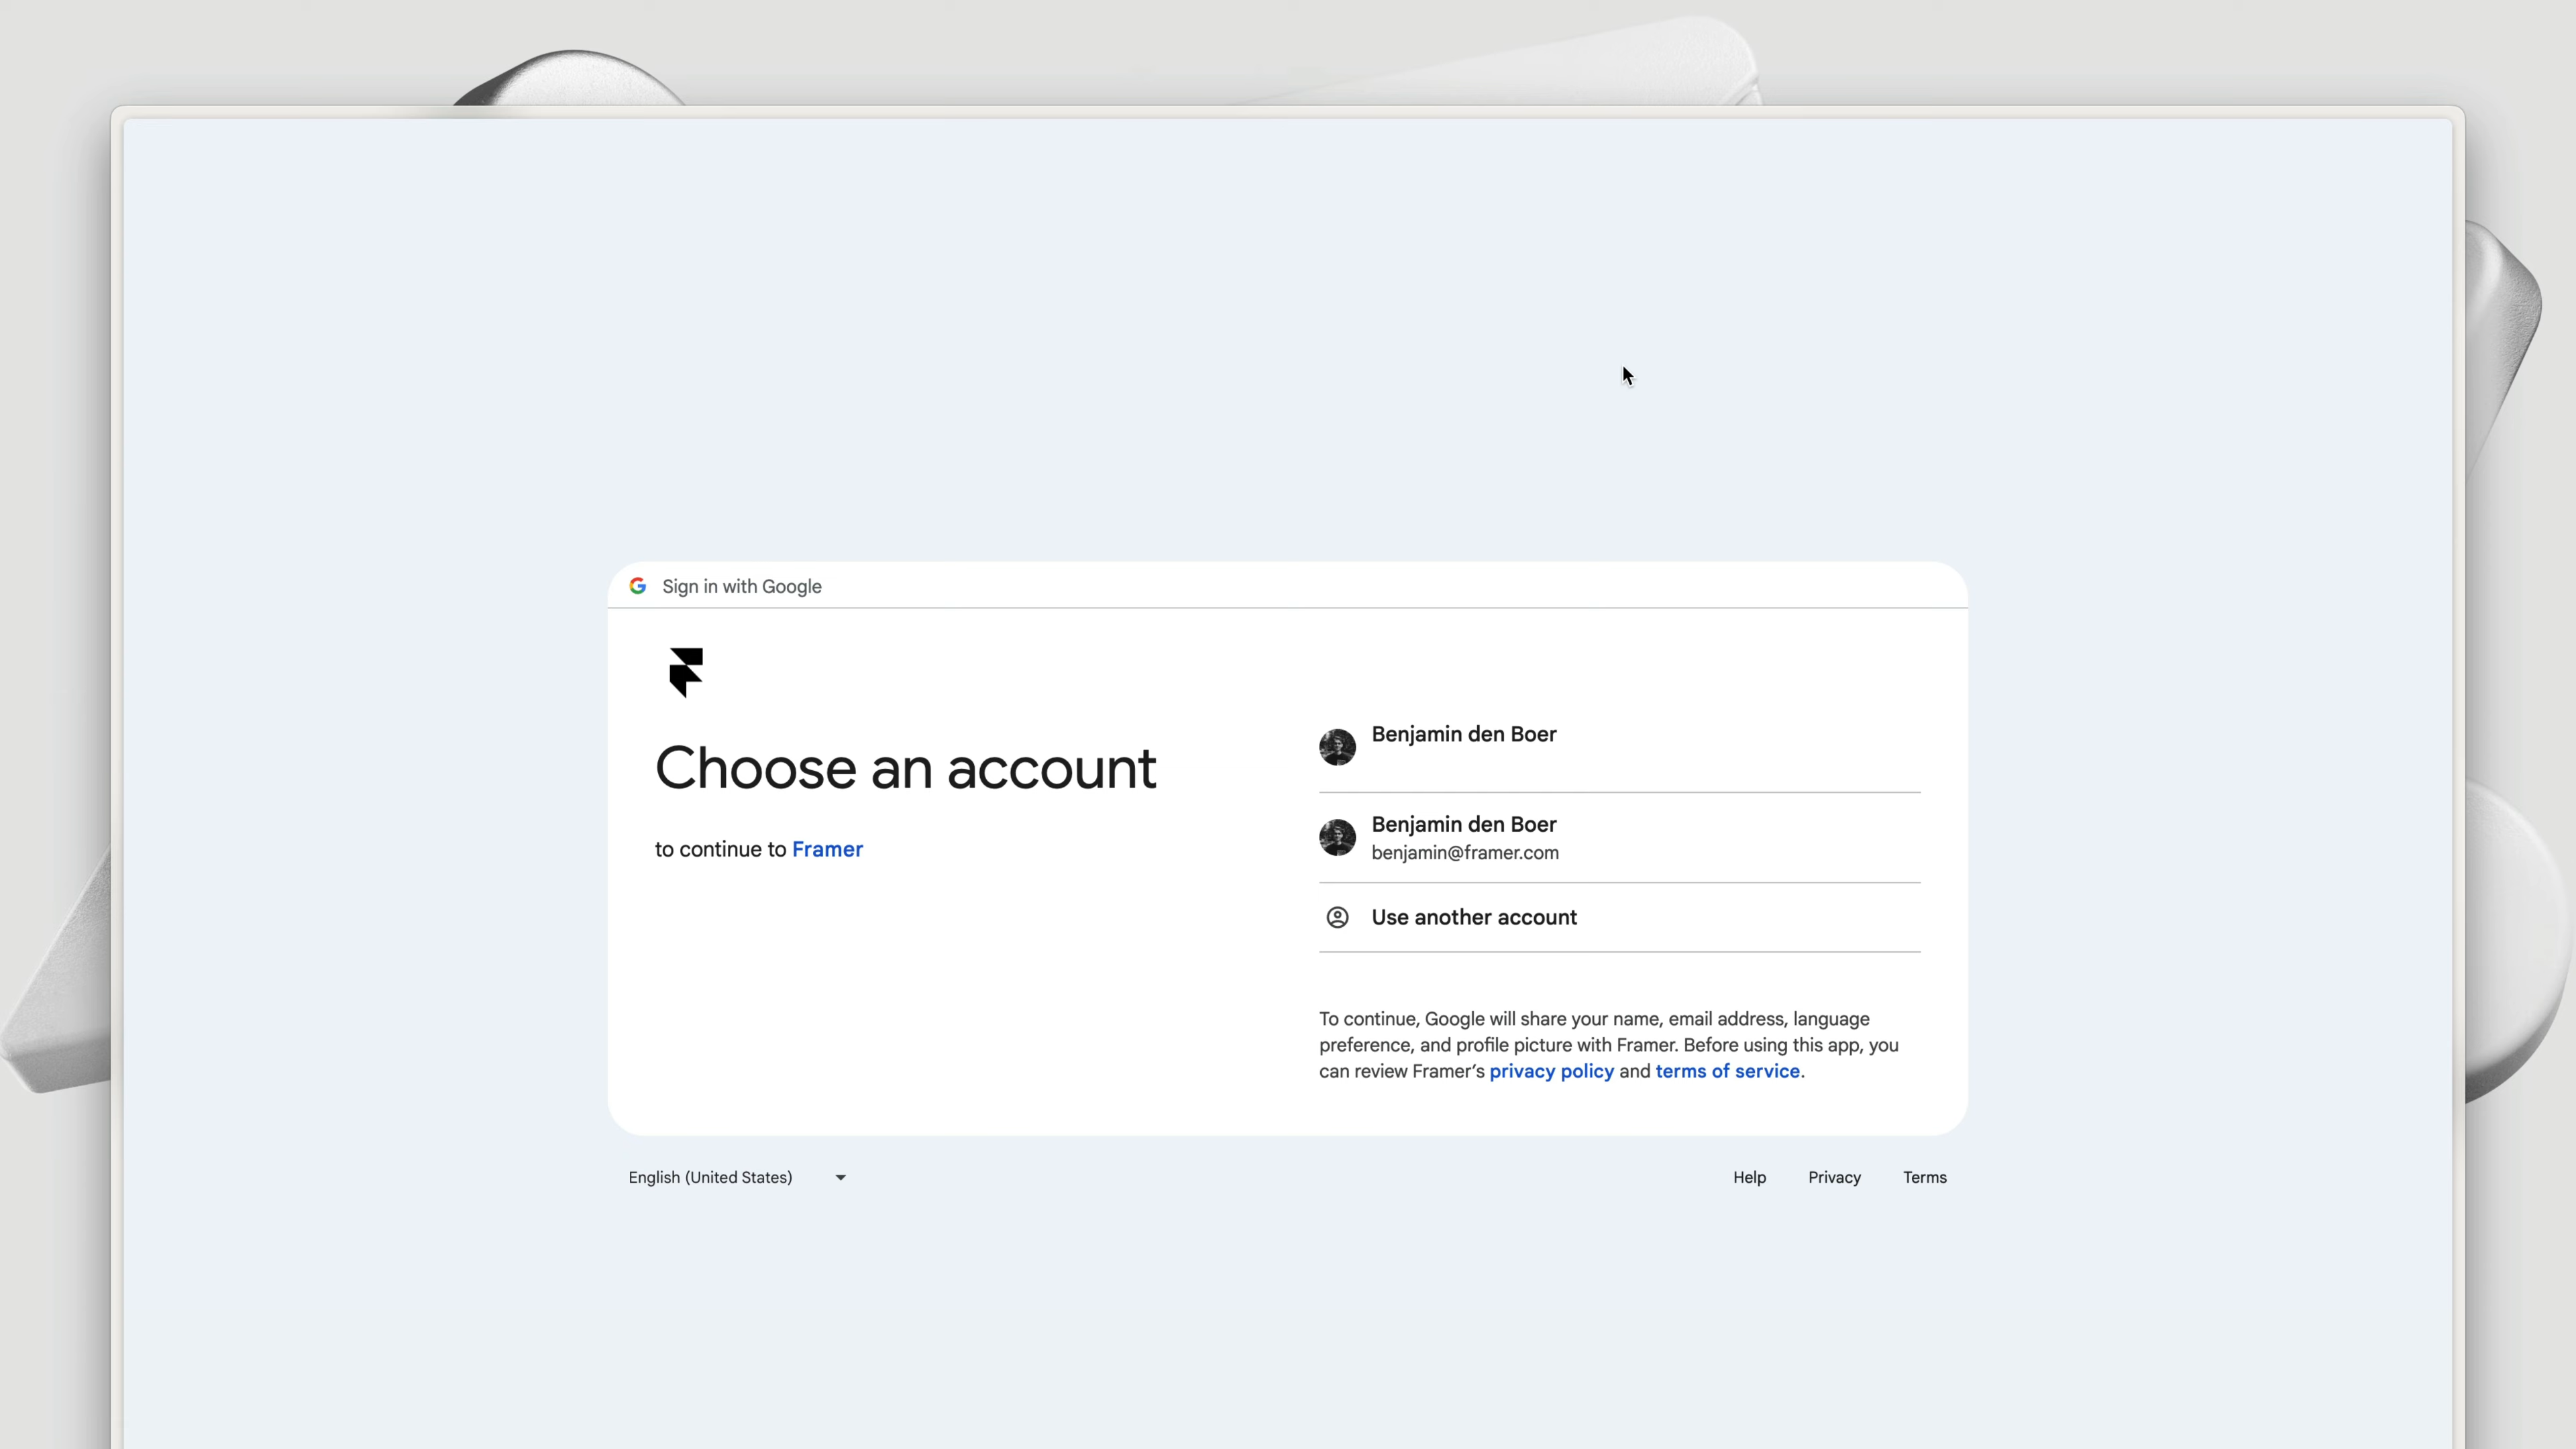 Sign in with Google
Choose an account
to continue to Framer
Benjamin den Boer
Benjamin den Boer
benjamin@framer.com
Use another account
To continue, Google will share your name, email address, language
preference, and profile picture with Framer. Before using this app, you
can review Framer’s privacy policy and terms of service.
English (United States)
Help
Privacy
Terms